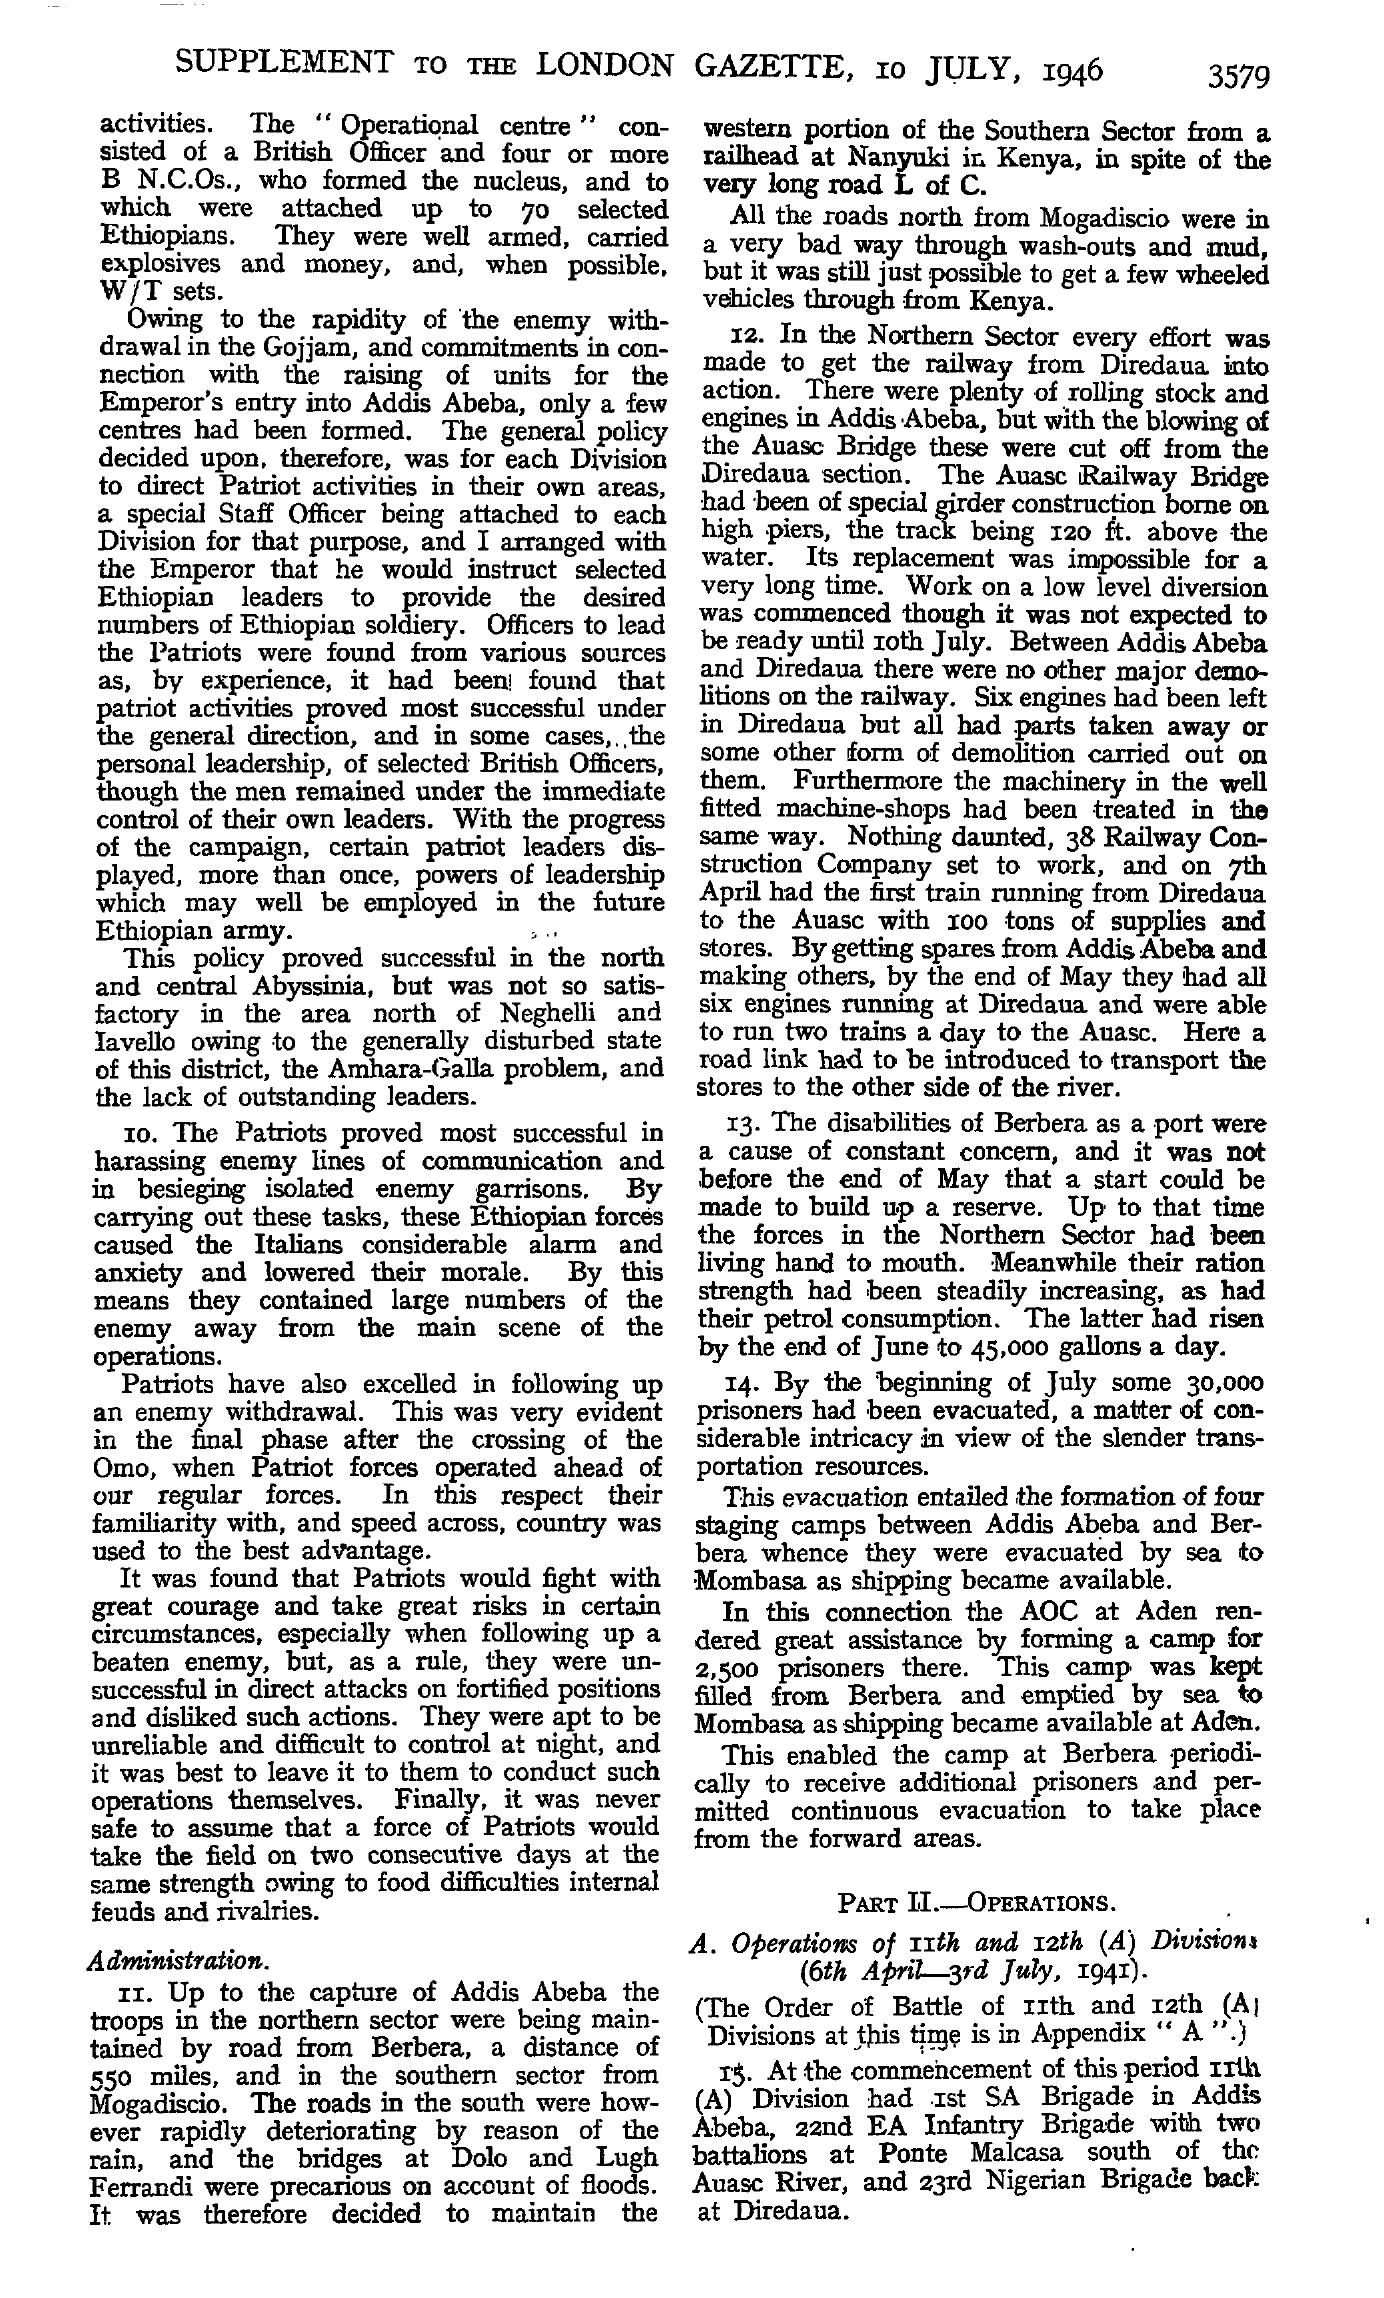 SUPPLEMENT TO THE LONDON GAZETTE, 10 JULY, 1946 3579
activities. The " Operational centre " con-
sisted of a British Officer and four or more
B N.C.Os., who formed the nucleus, and to
which were attached up to 70 selected
Ethiopians. They were well armed, carried
explosives and money, and, when possible,
W/T sets.
Owing to the rapidity of the enemy with-
drawal in the Gojjam, and commitments in con-
nection with the raising of units for the
Emperor's entry into Addis Abeba, only a few
centres had been formed. The general policy
decided upon, therefore, was for each Division
to direct Patriot activities in their own areas,
a special Staff Officer being attached to each
Division for that purpose, and I arranged with
the Emperor that he would instruct selected
Ethiopian leaders to provide the desired
numbers of Ethiopian soldiery. Officers to lead
the Patriots were found from various sources
as, by experience, it had been found that
patriot activities proved most successful under
the general direction, and in some cases, the
personal leadership, of selected British Officers,
though the men remained under the immediate
control of their own leaders. With the progress
of the campaign, certain patriot leaders dis-
played, more than once, powers of leadership
which may well be employed in the future
Ethiopian army.
This policy proved successful in the north
and central Abyssinia, but was not so satis-
factory in the area north of Neghelli and
Iavello owing to the generally disturbed state
of this district, the Amhara-Galla problem, and
the lack of outstanding leaders.
10. The Patriots proved most successful in
harassing enemy lines of communication and
in besieging isolated enemy garrisons. By
carrying out these tasks, these Ethiopian forces
caused the Italians considerable alarm and
anxiety and lowered their morale. By this
means they contained large numbers of the
enemy away from the main scene of the
operations.
Patriots have also excelled in following up
an enemy withdrawal. This was very evident
in the final phase after the crossing of the
Omo, when Patriot forces operated ahead of
our regular forces. In this respect their
familiarity with, and speed across, country was
used to the best advantage.
It was found that Patriots would fight with
great courage and take great risks in certain
circumstances, especially when following up a
beaten enemy, but, as a rule, they were un-
successful in direct attacks on fortified positions
and disliked such actions. They were apt to be
unreliable and difficult to control at night, and
it was best to leave it to them to conduct such
operations themselves. Finally, it was never
safe to assume that a force of Patriots would
take the field on two consecutive days at the
same strength owing to food difficulties internal
feuds and rivalries.
Administration.
11. Up to the capture of Addis Abeba the
troops in the northern sector were being main-
tained by road from Berbera, a distance of
550 miles, and in the southern sector from
Mogadiscio. The roads in the south were how-
ever rapidly deteriorating by reason of the
rain, and the bridges at Dolo and Lugh
Ferrandi were precarious on account of floods.
It was therefore decided to maintain the
western portion of the Southern Sector from a
railhead at Nanyuki in Kenya, in spite of the
very long road L of C.
All the roads north from Mogadiscio were in
a very bad way through wash-outs and mud,
but it was still just possible to get a few wheeled
vehicles through from Kenya.
12. In the Northern Sector every effort was
made to get the railway from Diredaua into
action. There were plenty of rolling stock and
engines in Addis Abeba, but with the blowing of
the Auasc Bridge these were cut off from the
Diredaua section. The Auasc Railway Bridge
had been of special girder construction borne on
high piers, the track being 120 ft. above the
water. Its replacement was impossible for a
very long time. Work on a low level diversion
was commenced though it was not expected to
be ready until 10th July. Between Addis Abeba
and Diredaua there were no other major demo-
litions on the railway. Six engines had been left
in Diredaua but all had parts taken away or
some other form of demolition carried out on
them. Furthermore the machinery in the well
fitted machine-shops had been treated in the
same way. Nothing daunted, 38 Railway Con-
struction Company set to work, and on 7th
April had the first train running from Diredaua
to the Auasc with 100 tons of supplies and
stores. By getting spares from Addis Abeba and
making others, by the end of May they had all
six engines running at Diredaua and were able
to run two trains a day to the Auasc. Here a
road link had to be introduced to transport the
stores to the other side of the river.
13. The disabilities of Berbera as a port were
a cause of constant concern, and it was not
before the end of May that a start could be
made to build up a reserve. Up to that time
the forces in the Northern Sector had been
living hand to mouth. Meanwhile their ration
strength had been steadily increasing, as had
their petrol consumption. The latter had risen
by the end of June to 45,000 gallons a day.
14. By the beginning of July some 30,000
prisoners had been evacuated, a matter of con-
siderable intricacy in view of the slender trans-
portation resources.
This evacuation entailed the formation of four
staging camps between Addis Abeba and Ber-
bera whence they were evacuated by sea to
Mombasa as shipping became available.
In this connection the AOC at Aden ren-
dered great assistance by forming a camp for
2,500 prisoners there. This camp was kept
filled from Berbera and emptied by sea to
Mombasa as shipping became available at Aden.
This enabled the camp at Berbera periodi-
cally to receive additional prisoners and per-
mitted continuous evacuation to take place
from the forward areas.
PART II.—OPERATIONS.
A. Operations of 11th and 12th (A) Divisions
(6th April—3rd July, 1941).
(The Order of Battle of 11th and 12th (A)
Divisions at this time is in Appendix " A ".)
15. At the commencement of this period 11th
(A) Division had 1st SA Brigade in Addis
Abeba, 22nd EA Infantry Brigade with two
battalions at Ponte Malcasa south of the
Auasc River, and 23rd Nigerian Brigade back
at Diredaua.